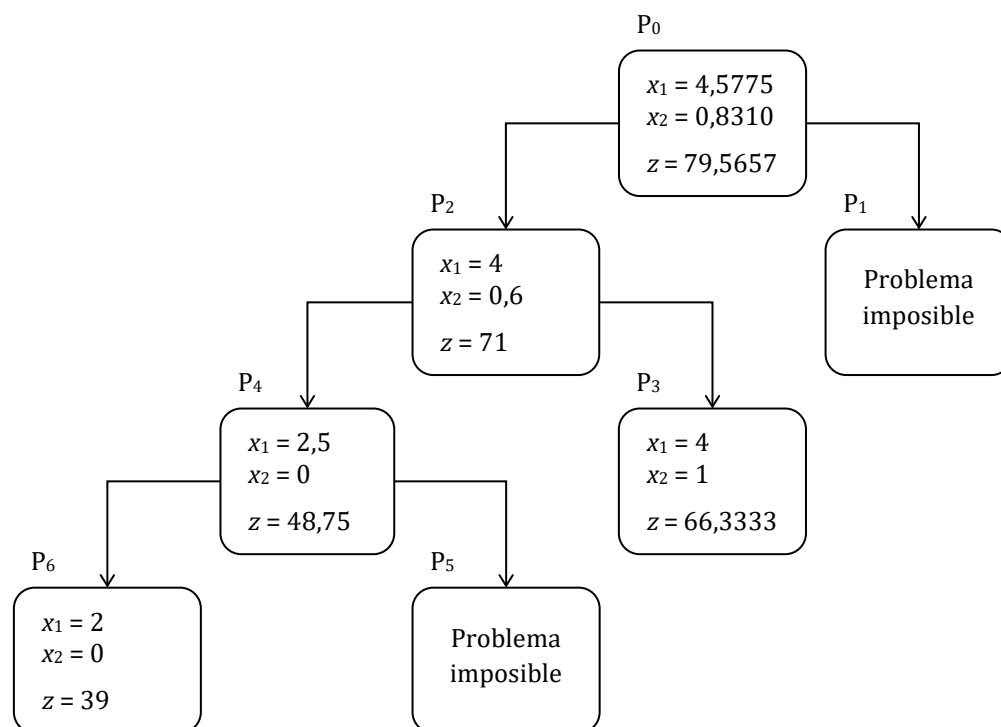 P₀
x₁ = 4,5775
x₂ = 0,8310
z = 79,5657
P₂
P₁
x₁ = 4
x₂ = 0,6
z = 71
Problema
imposible
P₄
P₃
x₁ = 2,5
x₂ = 0
z = 48,75
x₁ = 4
x₂ = 1
z = 66,3333
P₆
P₅
x₁ = 2
x₂ = 0
z = 39
Problema
imposible